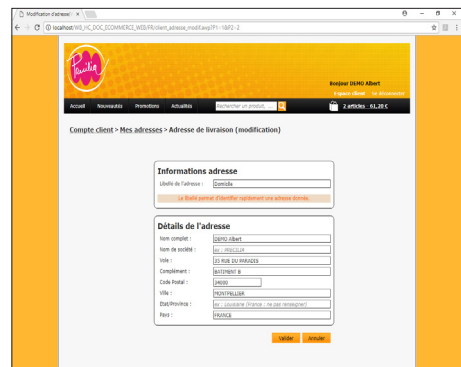 Modification d'adresse
localhost/WB_HC_DOC_ECOMMERCE_WEB/FR/client_adresse_modif.awp?P1=1&P2=2
Bonjour DEMO Albert
Espace client Se déconnecter
Accueil Nouveautés Promotions Actualités Rechercher un produit, ... 2 articles - 61,20 €
Compte client > Mes adresses > Adresse de livraison (modification)
Informations adresse
Libellé de l'adresse : Domicile
Le libellé permet d'identifier rapidement une adresse donnée.
Détails de l'adresse
Nom complet : DEMO Albert
Nom de société : ex : PRECILIA
Voie : 35 RUE DU PARADIS
Complément : BATIMENT B
Code Postal : 34000
Ville : MONTPELLIER
Etat/Province : ex : Louisiane (France : ne pas renseigner)
Pays : FRANCE
Valider Annuler